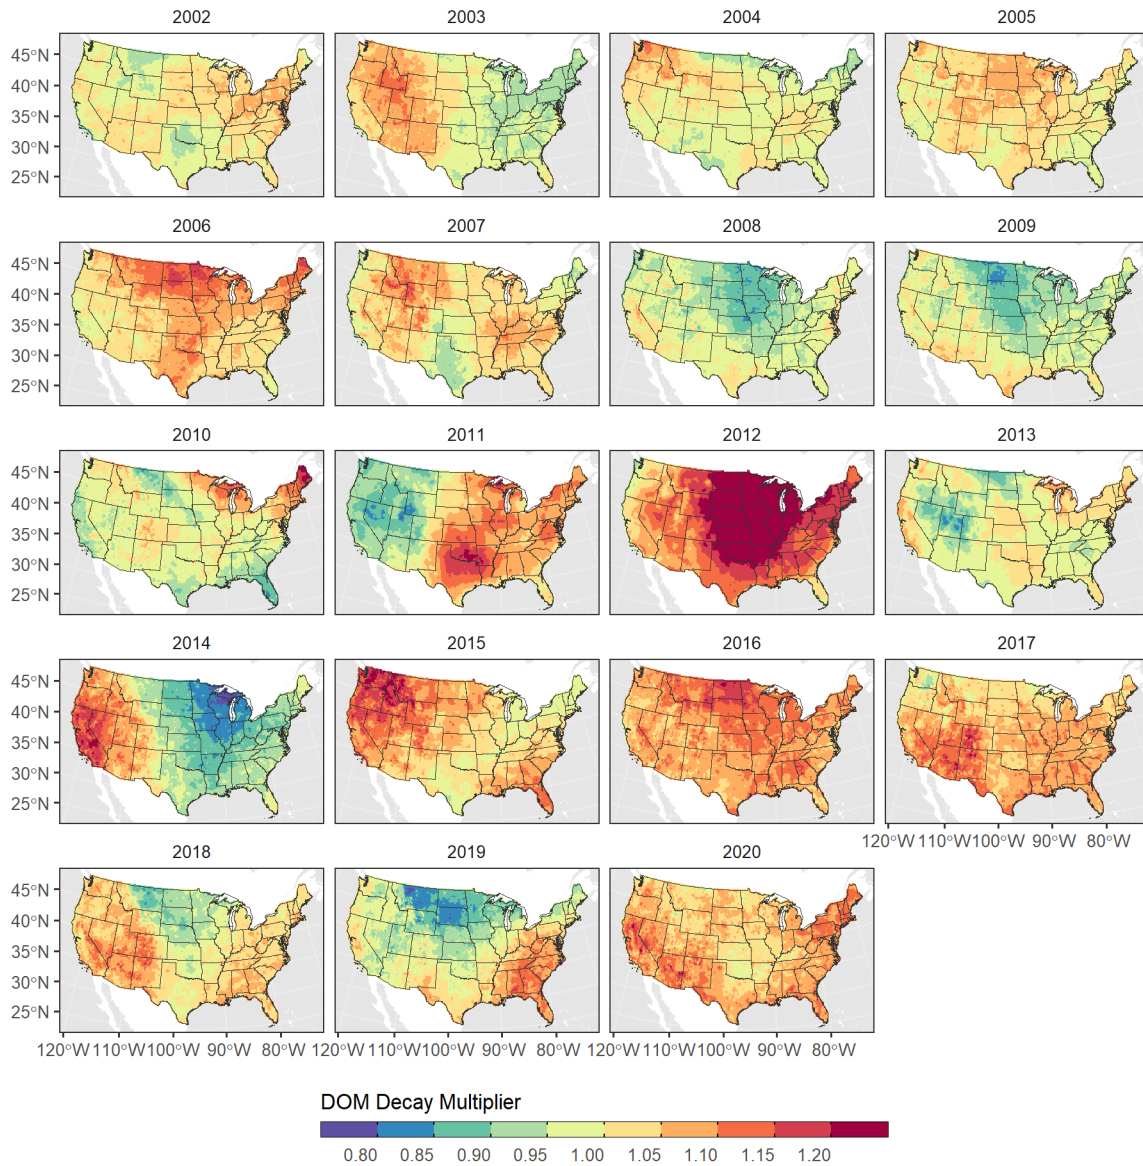 2002 2003 2004 2005
45°N
40°N
35°N
30°N
25°N
2006 2007 2008 2009
45°N
40°N
35°N
30°N
25°N
2010 2011 2012 2013
45°N
40°N
35°N
30°N
25°N
2014 2015 2016 2017
45°N
40°N
35°N
30°N
25°N
120°W 110°W 100°W 90°W 80°W
2018 2019 2020
45°N
40°N
35°N
30°N
25°N
120°W 110°W 100°W 90°W 80°W 120°W 110°W 100°W 90°W 80°W 120°W 110°W 100°W 90°W 80°W
DOM Decay Multiplier
0.80 0.85 0.90 0.95 1.00 1.05 1.10 1.15 1.20